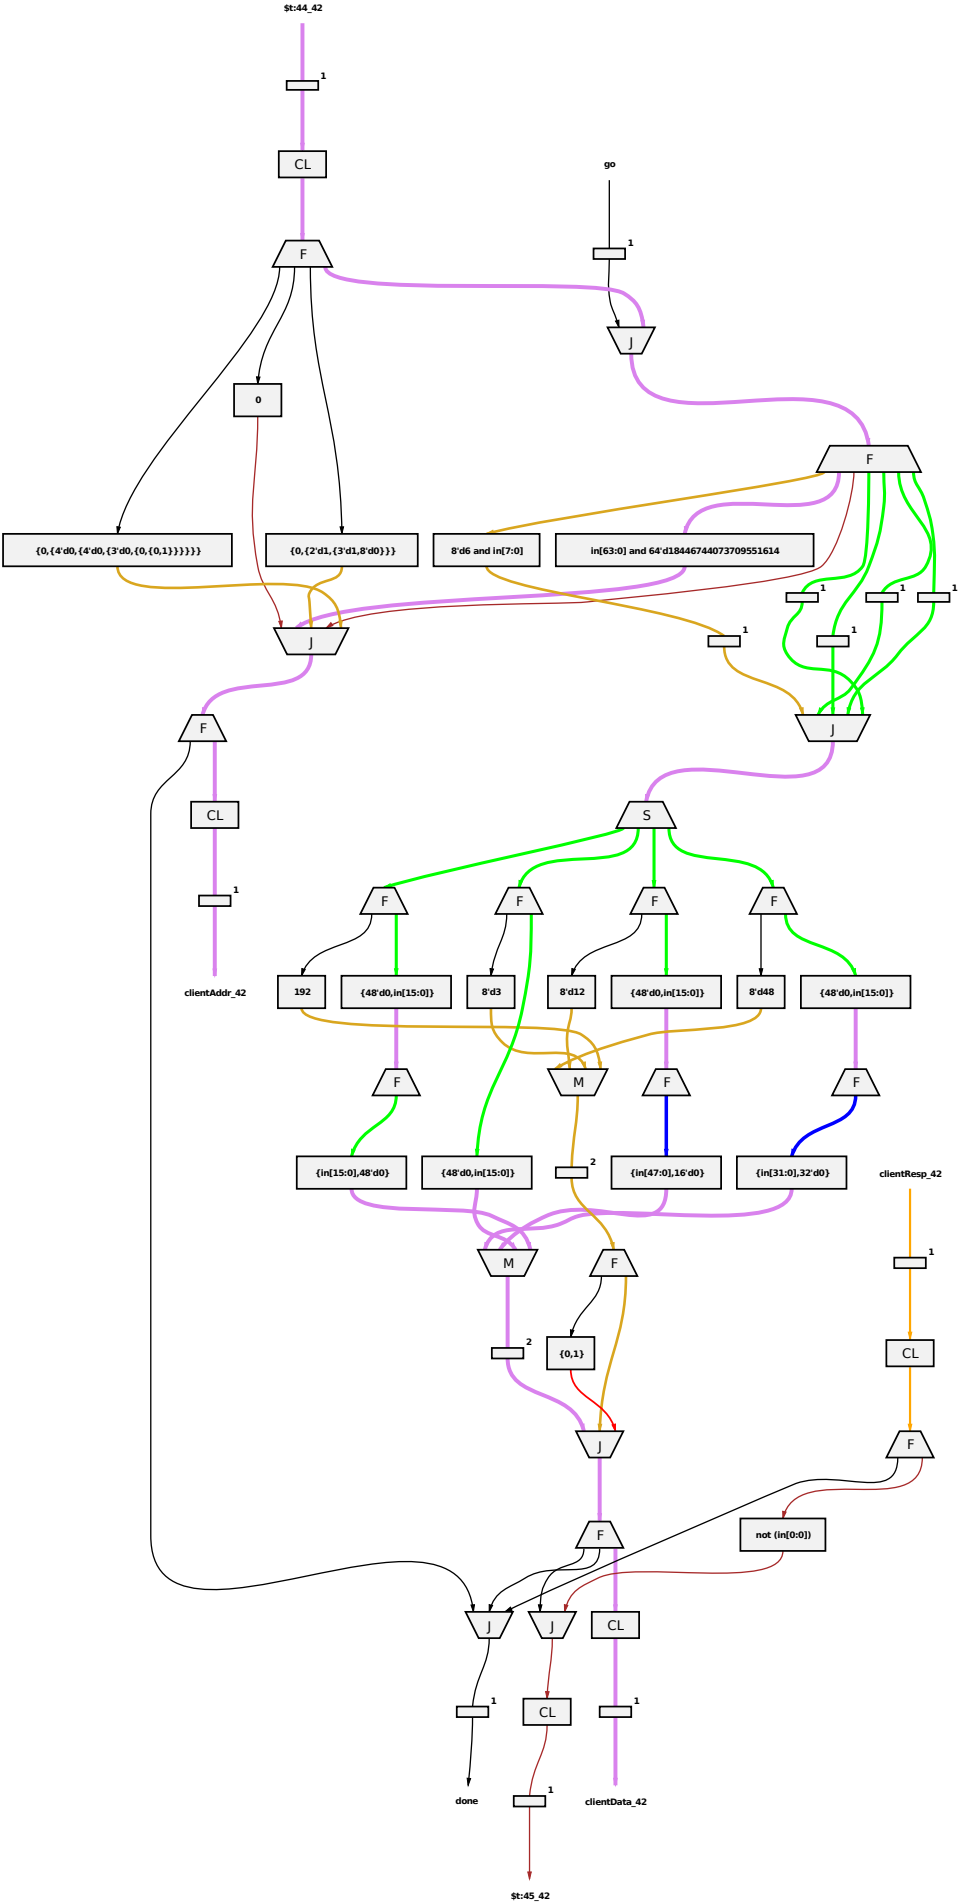 $t:44_42
1
CL
go
1
F
J
0
F
{0,{4'd0,{4'd0,{3'd0,{0,{0,1}}}}}}
{0,{2'd1,{3'd1,8'd0}}}
8'd6 and in[7:0]
in[63:0] and 64'd18446744073709551614
1
1
1
1
1
J
F
J
CL
S
1
F
F
F
F
clientAddr_42
192
{48'd0,in[15:0]}
8'd3
8'd12
{48'd0,in[15:0]}
8'd48
{48'd0,in[15:0]}
F
M
F
F
2
{in[15:0],48'd0}
{48'd0,in[15:0]}
{in[47:0],16'd0}
{in[31:0],32'd0}
clientResp_42
1
M
F
2
{0,1}
CL
J
F
F
not (in[0:0])
J
J
CL
1
CL
1
done
1
clientData_42
$t:45_42